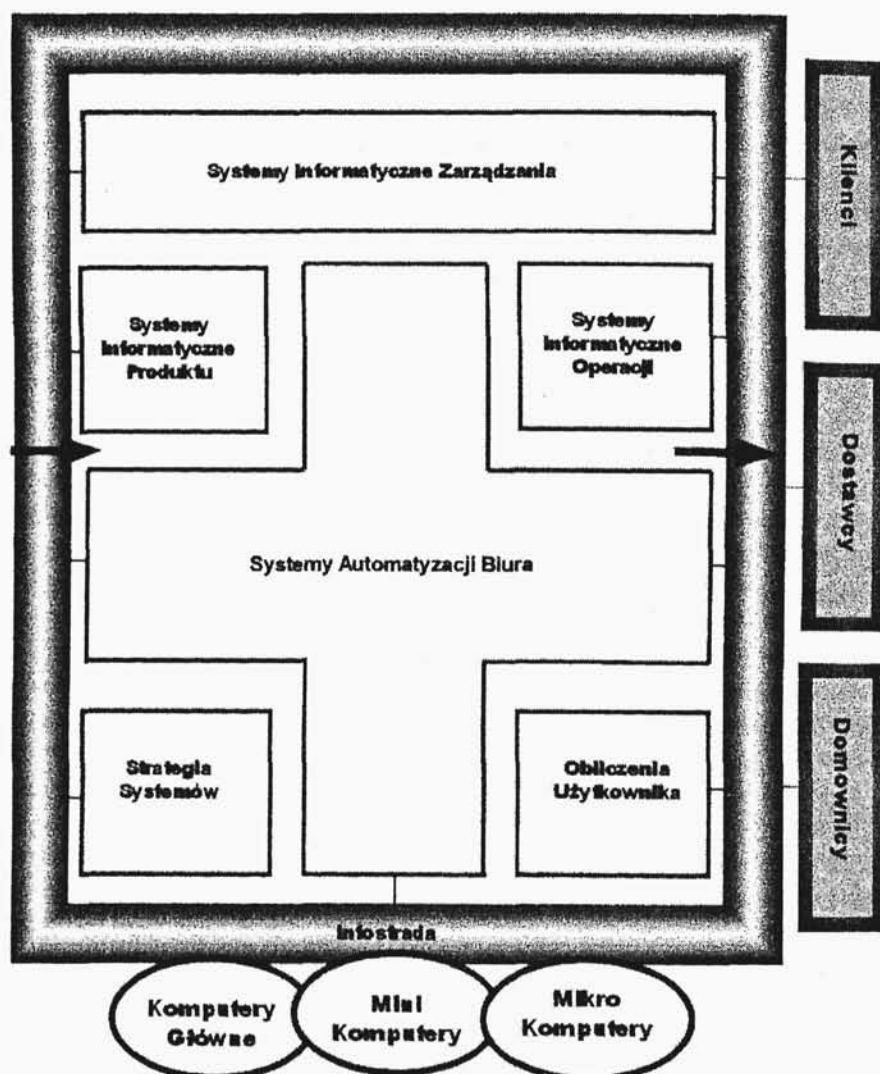 Systemy Informatyczne Zarządzania
Klienci
Systemy
Informatyczne
Produktu
Systemy
Informatyczne
Operacji
Dostawcy
Systemy Automatyzacji Biura
Strategia
Systemów
Obliczenia
Użytkownika
Domownicy
Infostrada
Komputery
Główne
Mini
Komputery
Mikro
Komputery